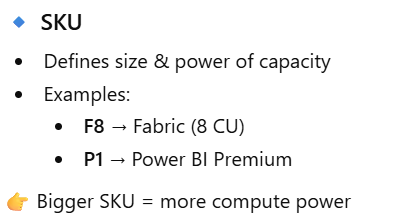 🔹 SKU
• Defines size & power of capacity
• Examples:
• F8 → Fabric (8 CU)
• P1 → Power BI Premium
👉 Bigger SKU = more compute power